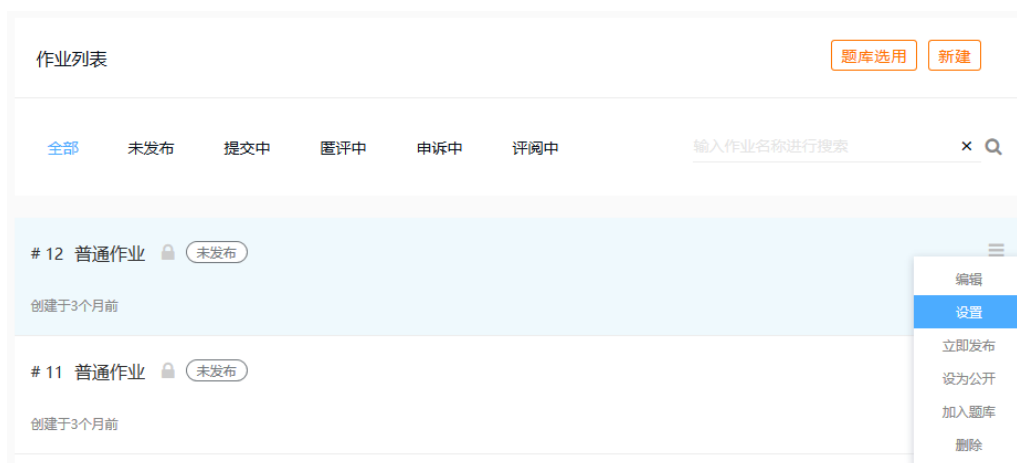 作业列表 题库选用 新建
全部 未发布 提交中 匿评中 申诉中 评阅中 输入作业名称进行搜索 ×
# 12 普通作业 未发布
编辑
创建于3个月前
设置
立即发布
# 11 普通作业 未发布
设为公开
加入题库
创建于3个月前
删除